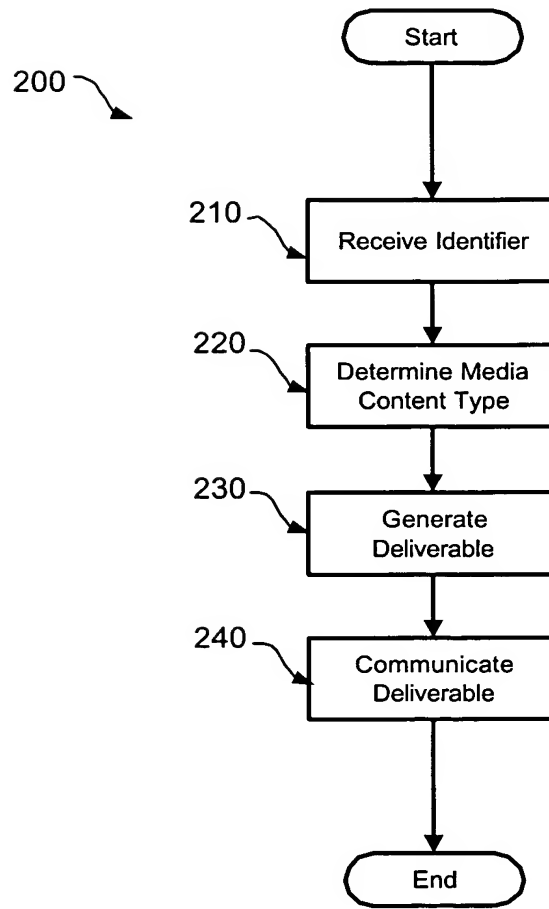 Start
200
210
Receive Identifier
220
Determine Media
Content Type
230
Generate
Deliverable
240
Communicate
Deliverable
End